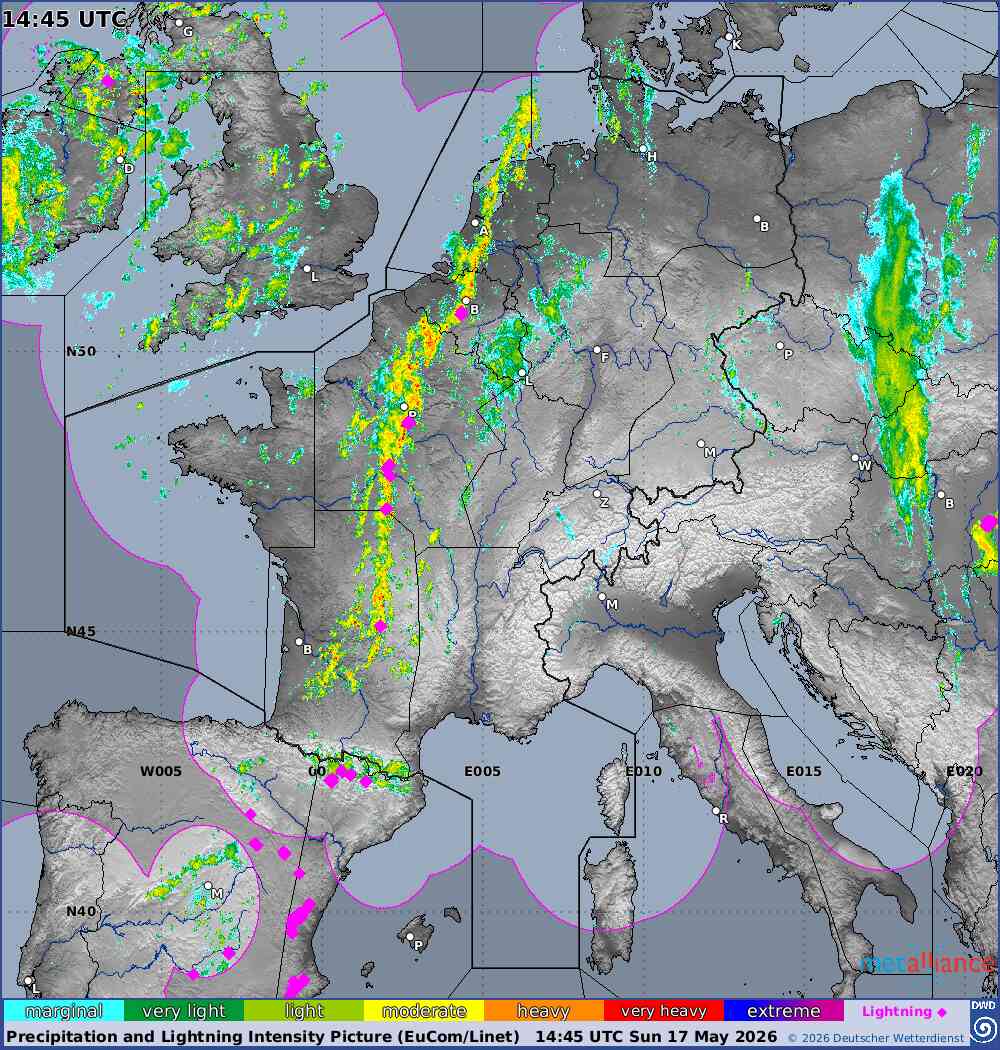 14:45 UTC
G
K
D
H
A
B
L
B
N50
F
P
L
P
M
W
B
Z
M
N45
B
W005
00
E005
E010
E015
E020
R
M
N40
P
L
metalliance
marginal very light light moderate heavy very heavy extreme Lightning ◆ DWD
Precipitation and Lightning Intensity Picture (EuCom/Linet) 14:45 UTC Sun 17 May 2026 © 2026 Deutscher Wetterdienst